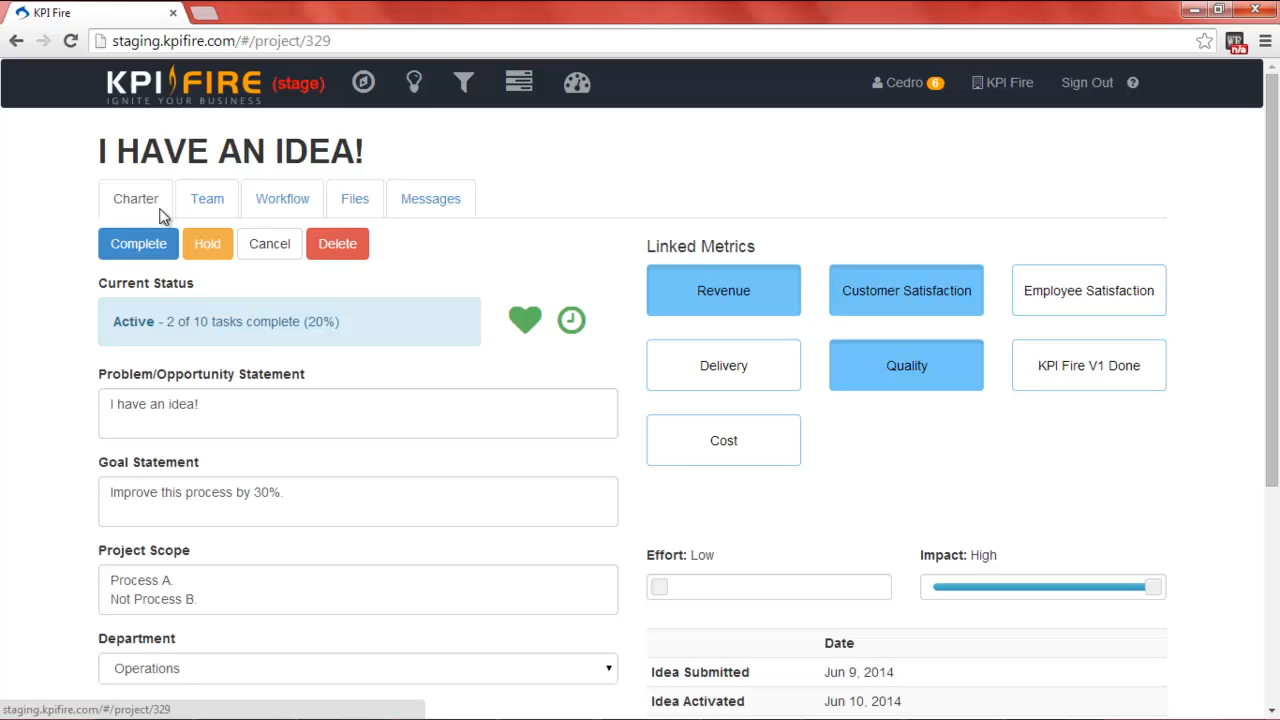 KPI Fire
staging.kpifire.com/#/project/329
WR
n/a
KPI FIRE (stage)
IGNITE YOUR BUSINESS
Cedro 6
KPI Fire
Sign Out
I HAVE AN IDEA!
Charter
Team
Workflow
Files
Messages
Complete
Hold
Cancel
Delete
Current Status
Active - 2 of 10 tasks complete (20%)
Problem/Opportunity Statement
I have an idea!
Goal Statement
Improve this process by 30%.
Project Scope
Process A.
Not Process B.
Department
Operations
Linked Metrics
Revenue
Customer Satisfaction
Employee Satisfaction
Delivery
Quality
KPI Fire V1 Done
Cost
Effort: Low
Impact: High
Date
Idea Submitted Jun 9, 2014
Idea Activated Jun 10, 2014
staging.kpifire.com/#/project/329